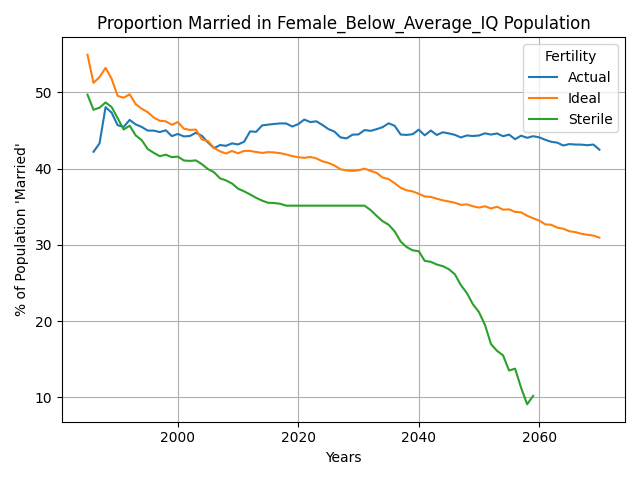 Proportion Married in Female_Below_Average_IQ Population
Fertility
Actual
Ideal
Sterile
% of Population 'Married'
50
40
30
20
10
2000
2020
2040
2060
Years